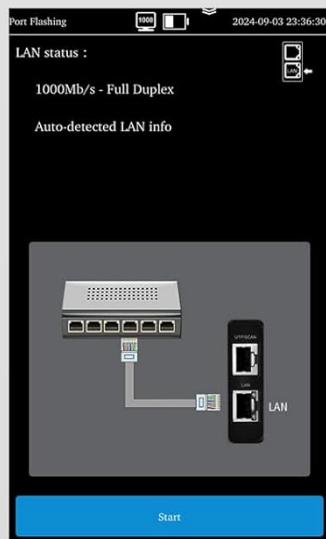 Port Flashing
1000
2024-09-03 23:36:30
LAN status :
LAN
1000Mb/s - Full Duplex
Auto-detected LAN info
UTP/SCAN
LAN
LAN
Start